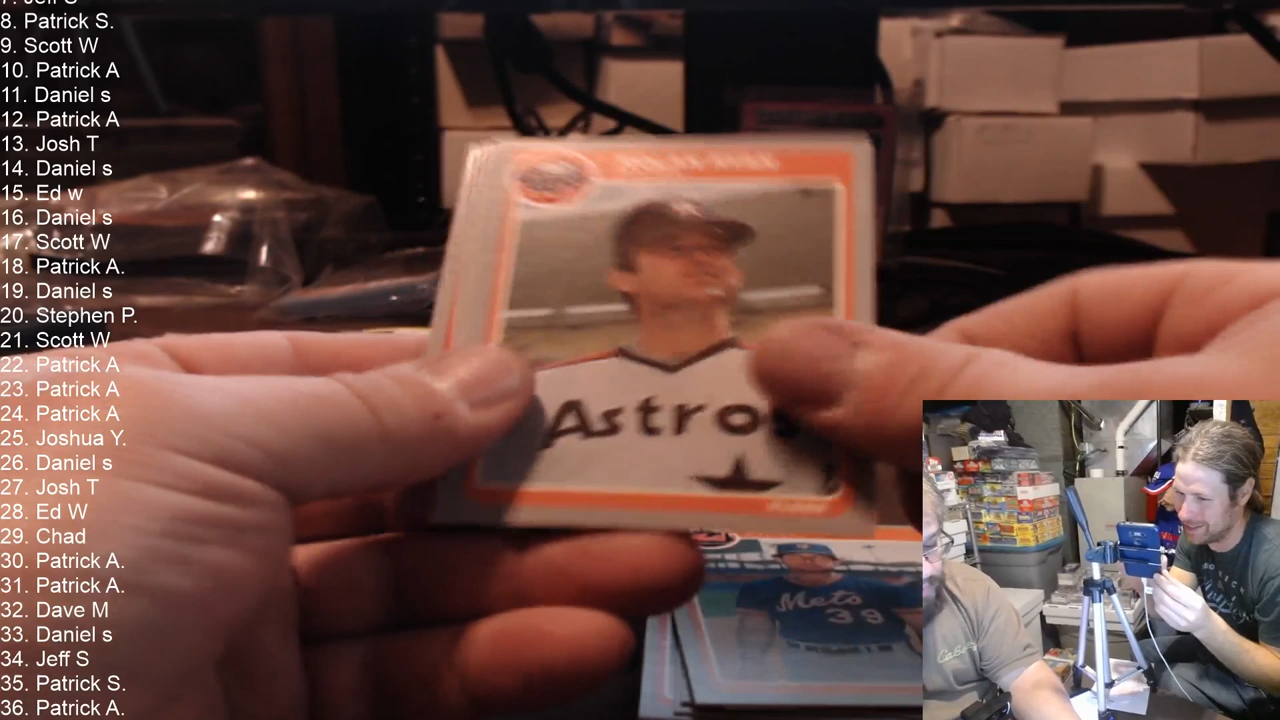 7. Jeff S
8. Patrick S.
9. Scott W
10. Patrick A
11. Daniel s
12. Patrick A
13. Josh T
14. Daniel s
15. Ed w
16. Daniel s
17. Scott W
18. Patrick A.
19. Daniel s
20. Stephen P.
21. Scott W
22. Patrick A
23. Patrick A
24. Patrick A
25. Joshua Y.
26. Daniel s
27. Josh T
28. Ed W
29. Chad
30. Patrick A.
31. Patrick A.
32. Dave M
33. Daniel s
34. Jeff S
35. Patrick S.
36. Patrick A.
Astros
Mets
39